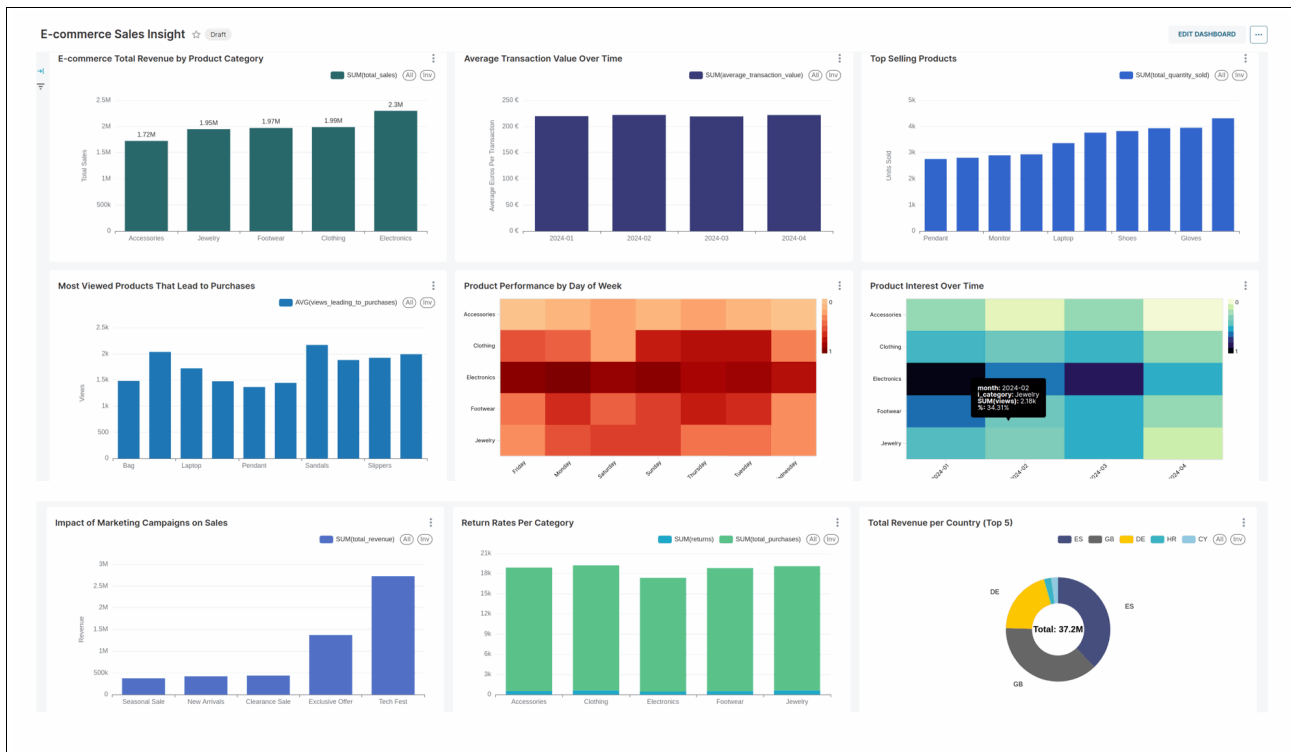 E-commerce Sales Insight ☆ Draft
EDIT DASHBOARD ...
E-commerce Total Revenue by Product Category
SUM(total_sales) All Inv
Total Sales
2.5M
2M
1.5M
1M
500k
0
1.72M
1.95M
1.97M
1.99M
2.3M
Accessories Jewelry Footwear Clothing Electronics
Average Transaction Value Over Time
SUM(average_transaction_value) All Inv
Average Euros Per Transaction
250 €
200 €
150 €
100 €
50 €
0 €
2024-01 2024-02 2024-03 2024-04
Top Selling Products
SUM(total_quantity_sold) All Inv
Units Sold
5k
4k
3k
2k
1k
0
Pendant Monitor Laptop Shoes Gloves
Most Viewed Products That Lead to Purchases
AVG(views_leading_to_purchases) All Inv
Views
2.5k
2k
1.5k
1k
500
0
Bag Laptop Pendant Sandals Slippers
Product Performance by Day of Week
0
1
Accessories
Clothing
Electronics
Footwear
Jewelry
Friday Monday Saturday Sunday Thursday Tuesday ednesday
Product Interest Over Time
0
1
Accessories
Clothing
Electronics
Footwear
Jewelry
month: 2024-02
i_category: Jewelry
SUM(views): 2.18k
%: 34.31%
2024-01 2024-02 2024-03 2024-04
Impact of Marketing Campaigns on Sales
SUM(total_revenue) All Inv
Revenue
3M
2.5M
2M
1.5M
1M
500k
0
Seasonal Sale New Arrivals Clearance Sale Exclusive Offer Tech Fest
Return Rates Per Category
SUM(returns) SUM(total_purchases) All Inv
21k
18k
15k
12k
9k
6k
3k
0
Accessories Clothing Electronics Footwear Jewelry
Total Revenue per Country (Top 5)
ES GB DE HR CY All Inv
DE
ES
Total: 37.2M
GB